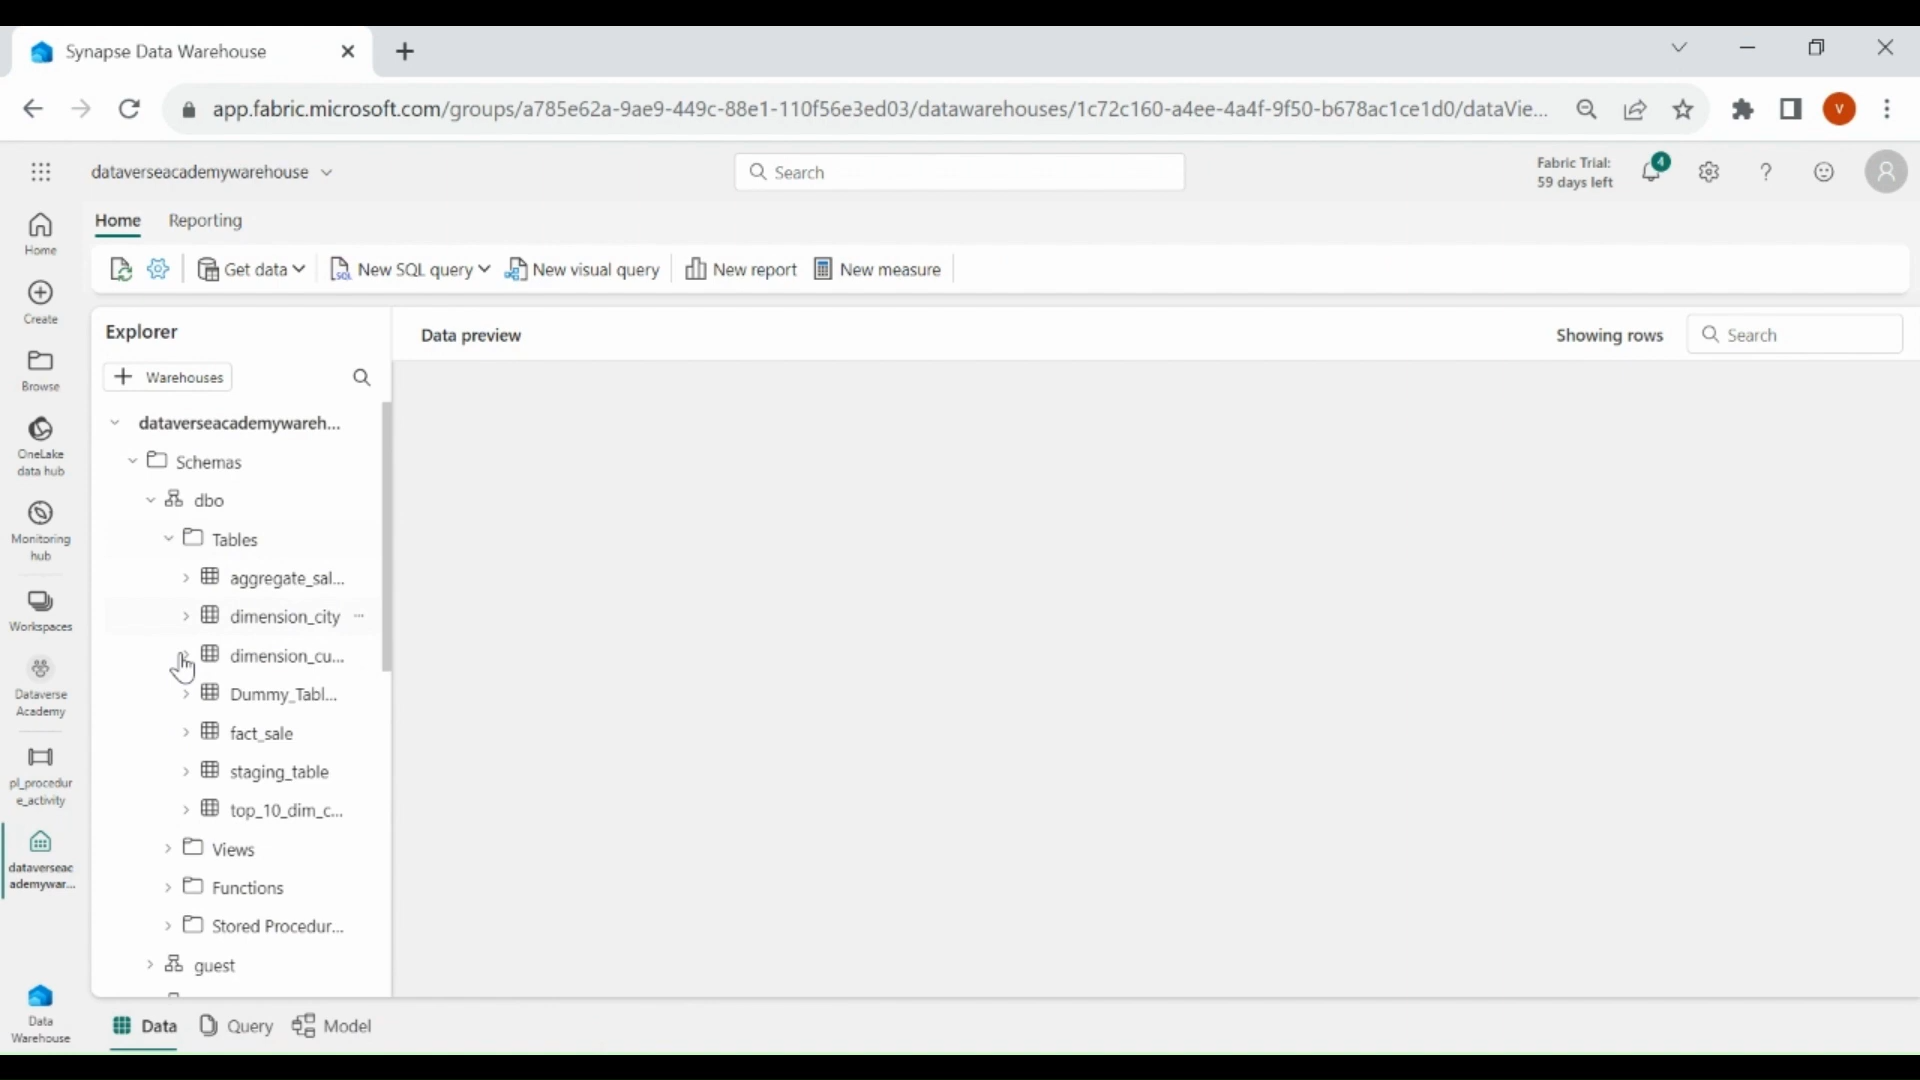 Synapse Data Warehouse
app.fabric.microsoft.com/groups/a785e62a-9ae9-449c-88e1-110f56e3ed03/datawarehouses/1c72c160-a4ee-4a4f-9f50-b678ac1ce1d0/dataVie...
V
dataverseacademywarehouse
Search
Fabric Trial:
59 days left
4
Home
Reporting
Get data
SQL
New SQL query
New visual query
New report
New measure
Home
Create
Browse
OneLake
data hub
Monitoring
hub
Workspaces
Dataverse
Academy
pl_procedur
e_activity
dataverseac
ademywar...
Data
Warehouse
Explorer
Warehouses
dataverseacademywareh...
Schemas
dbo
Tables
aggregate_sal...
dimension_city
dimension_cu...
Dummy_Tabl...
fact_sale
staging_table
top_10_dim_c...
Views
Functions
Stored Procedur...
guest
Data preview
Showing rows
Search
Data
Query
Model